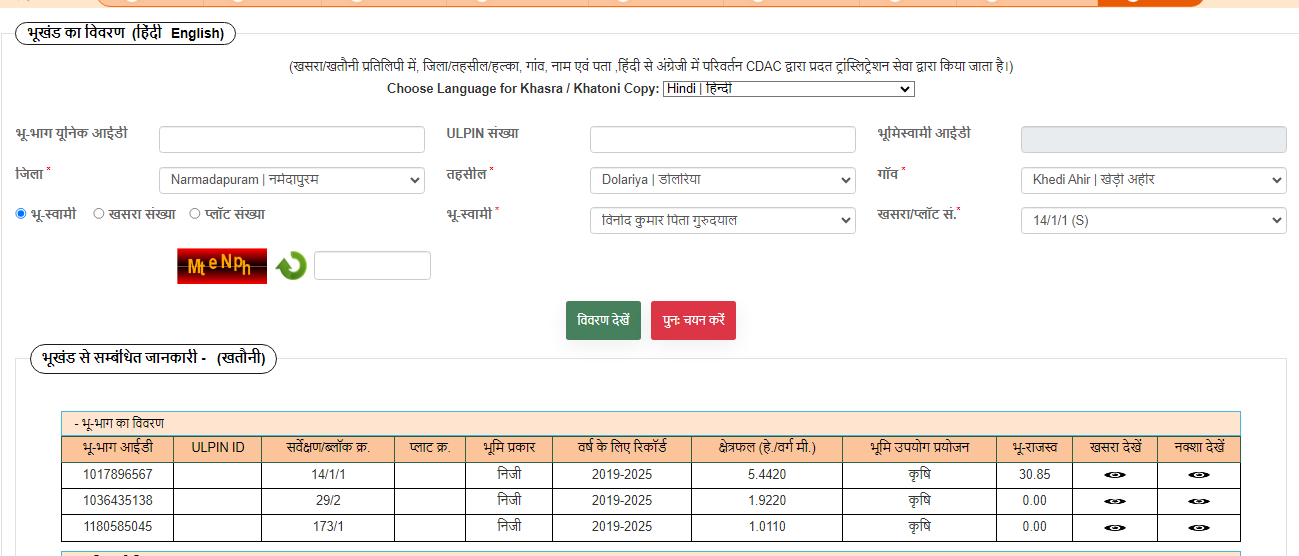 भूखंड का विवरण (हिंदी English)
(खसरा/खतौनी प्रतिलिपी में, जिला/तहसील/हल्का, गांव, नाम एवं पता ,हिंदी से अंग्रेजी में परिवर्तन CDAC द्वारा प्रदत ट्रांस्लिट्रेशन सेवा द्वारा किया जाता है।)
Choose Language for Khasra / Khatoni Copy: Hindi | हिन्दी
भू-भाग यूनिक आईडी ULPIN संख्या भूमिस्वामी आईडी
जिला * Narmadapuram | नर्मदापुरम तहसील * Dolariya | डोलरिया गाँव * Khedi Ahir | खेड़ी अहीर
भू-स्वामी खसरा संख्या प्लॉट संख्या भू-स्वामी * विनोद कुमार पिता गुरुदयाल खसरा/प्लॉट सं.* 14/1/1 (S)
MteNph
विवरण देखें पुनः चयन करें
भूखंड से सम्बंधित जानकारी - (खतौनी)
- भू-भाग का विवरण
भू-भाग आईडी ULPIN ID सर्वेक्षण/ब्लॉक क्र. प्लाट क्र. भूमि प्रकार वर्ष के लिए रिकॉर्ड क्षेत्रफल (हे./वर्ग मी.) भूमि उपयोग प्रयोजन भू-राजस्व खसरा देखें नक्शा देखें
1017896567 14/1/1 निजी 2019-2025 5.4420 कृषि 30.85
1036435138 29/2 निजी 2019-2025 1.9220 कृषि 0.00
1180585045 173/1 निजी 2019-2025 1.0110 कृषि 0.00